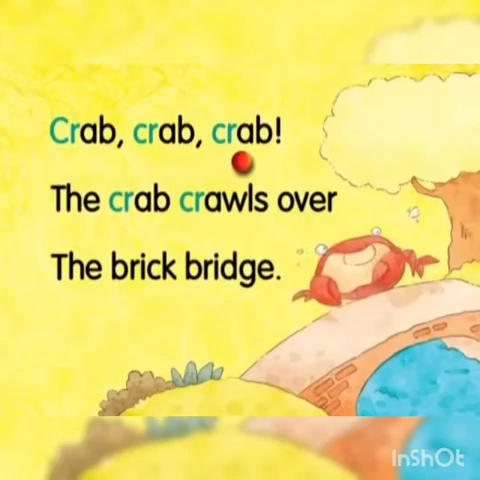 Crab, crab, crab!
The crab crawls over
The brick bridge.
InShOt